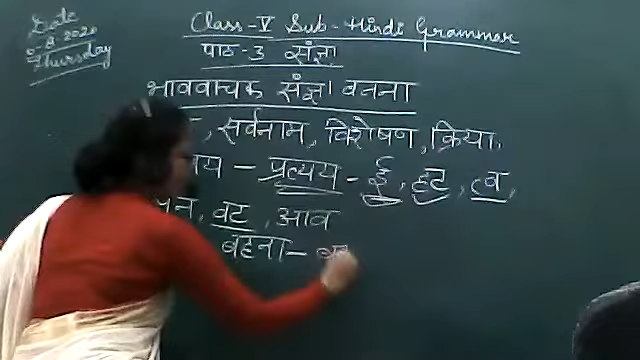 Date
Class-V Sub-Hindi Grammar
8.2020
Thursday
पाठ-3 संज्ञा
भाववाचक संज्ञा बनना
, सर्वनाम, विशेषण, क्रिया.
- प्रत्यय - ई, हट, त्व,
पन, वट, आव
बहना -